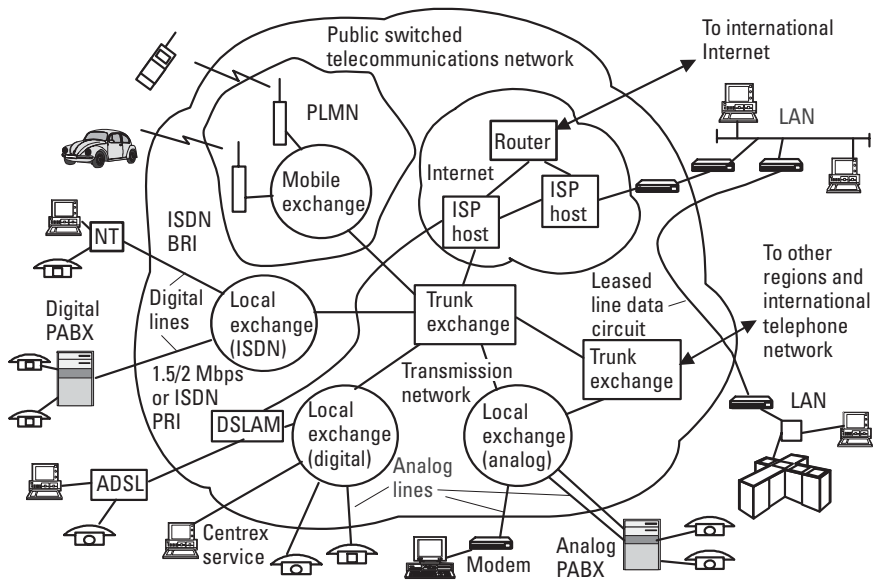 Public switched
telecommunications network
To international
Internet
PLMN
LAN
Router
Mobile
exchange
Internet
ISP
host
ISP
host
NT
ISDN
BRI
Digital
PABX
Digital
lines
Local
exchange
(ISDN)
Trunk
exchange
Leased
line data
circuit
To other
regions and
international
telephone
network
Trunk
exchange
1.5/2 Mbps
or ISDN
PRI
Transmission
network
DSLAM
Local
exchange
(digital)
Local
exchange
(analog)
LAN
ADSL
Analog
lines
Centrex
service
Modem
Analog
PABX